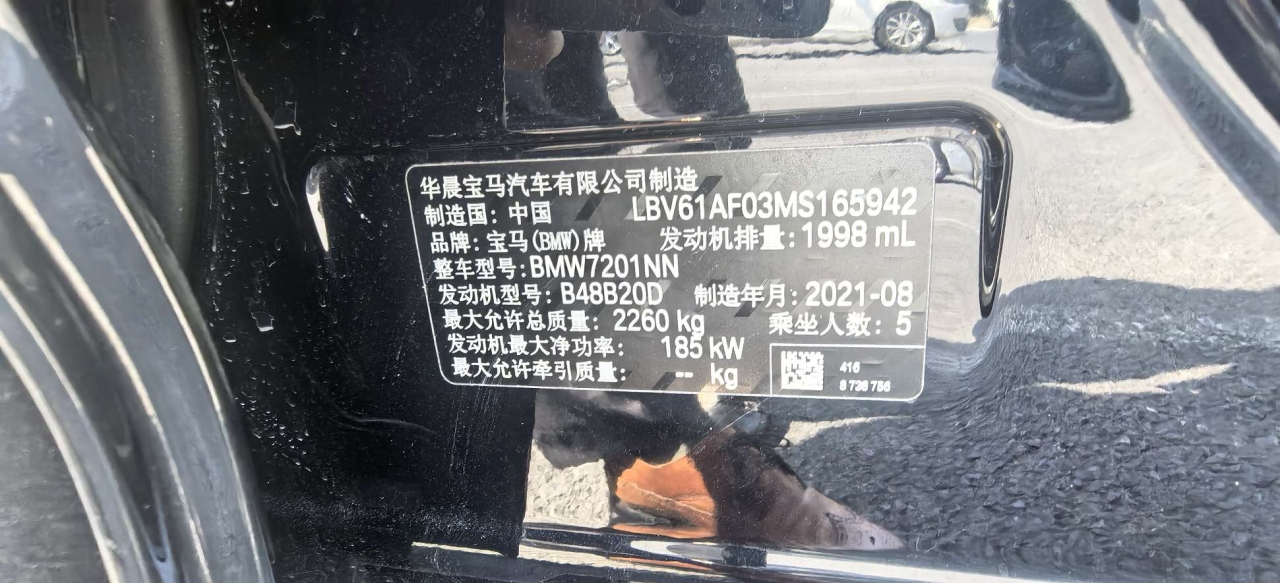 华晨宝马汽车有限公司制造
制造国：中国 LBV61AF03MS165942
品牌：宝马(BMW)牌 发动机排量：1998 mL
整车型号：BMW7201NN
发动机型号：B48B20D 制造年月：2021-08
最大允许总质量：2260 kg 乘坐人数：5
发动机最大净功率：185 kW
最大允许牵引质量：-- kg
416
8 738 756